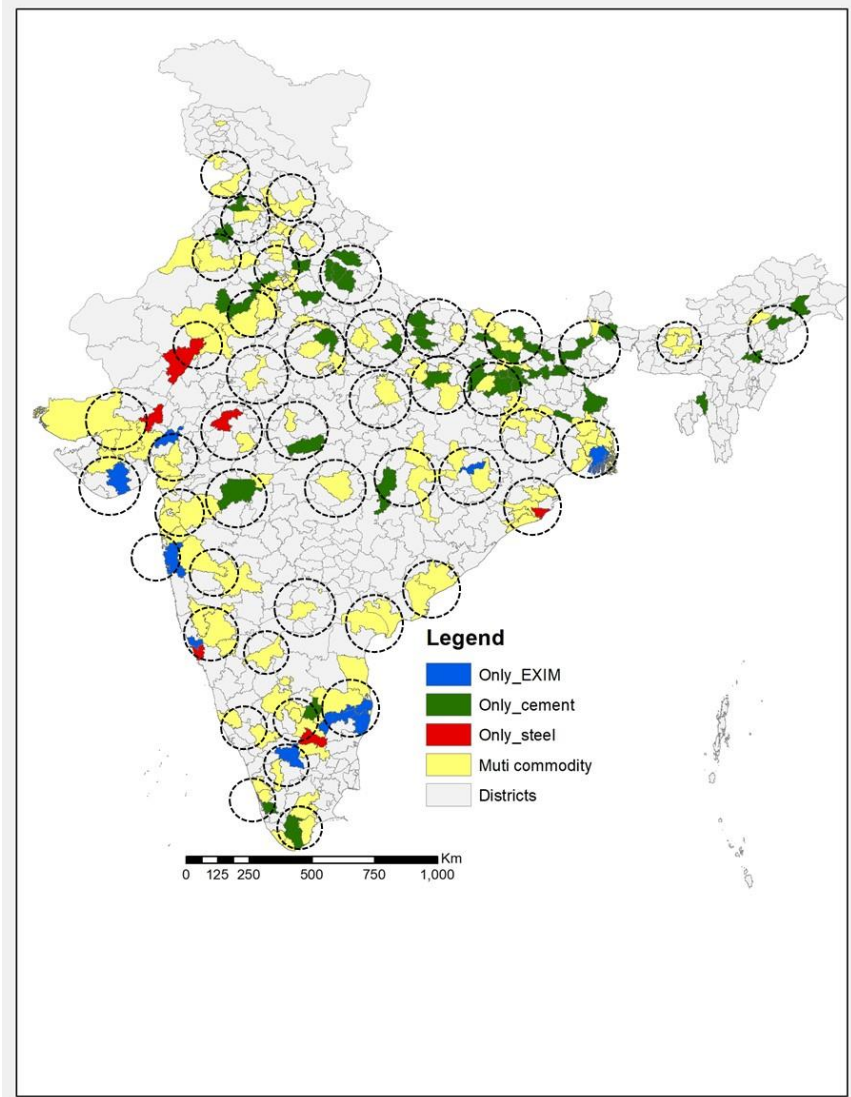 Legend
Only_EXIM
Only_cement
Only_steel
Muti commodity
Districts
Km
0 125 250 500 750 1,000